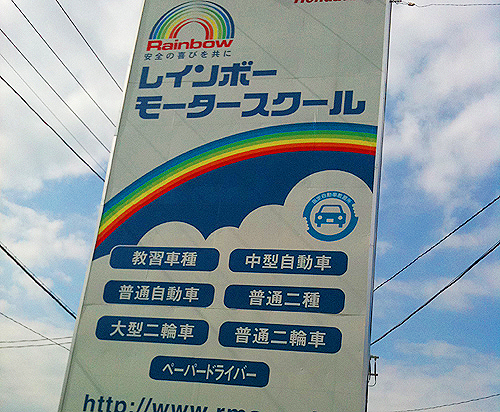 Rainbow
安全の喜びを共に
レインボー
モータースクール
教習車種
中型自動車
普通自動車
普通二種
大型二輪車
普通二輪車
ペーパードライバー